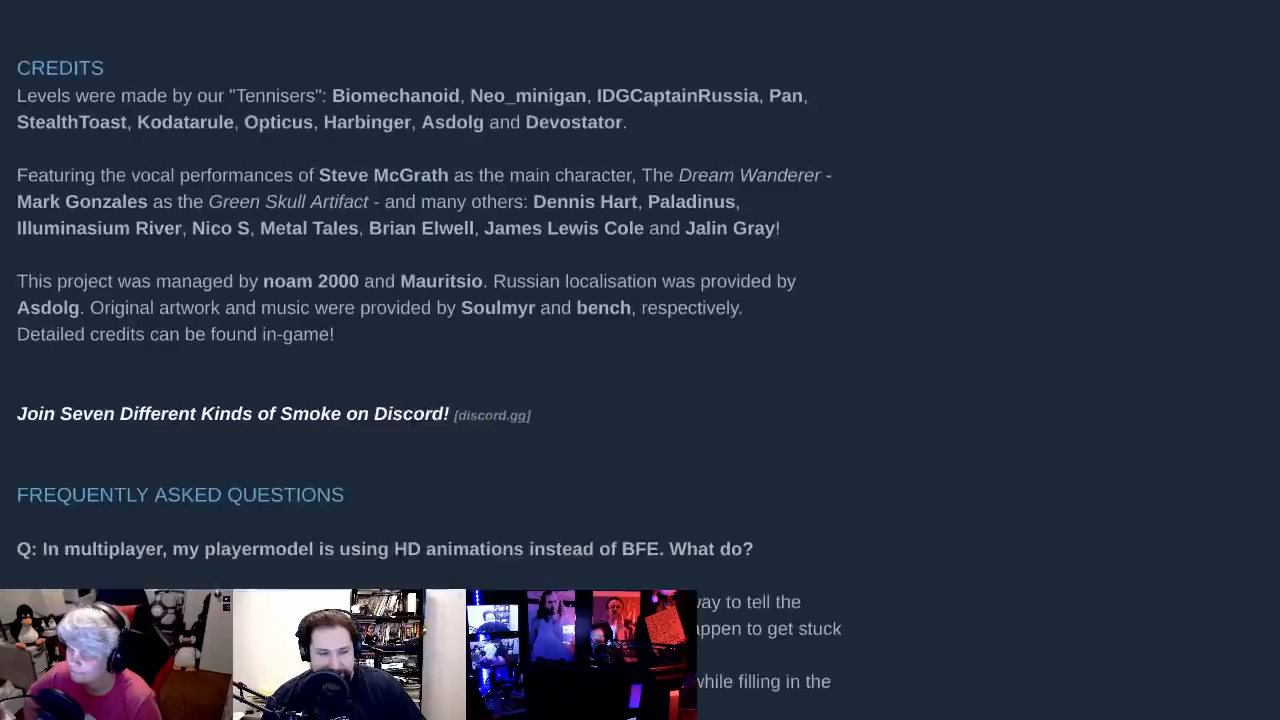 CREDITS
Levels were made by our "Tennisers": Biomechanoid, Neo_minigan, IDGCaptainRussia, Pan,
StealthToast, Kodatarule, Opticus, Harbinger, Asdolg and Devostator.
Featuring the vocal performances of Steve McGrath as the main character, The Dream Wanderer -
Mark Gonzales as the Green Skull Artifact - and many others: Dennis Hart, Paladinus,
Illuminasium River, Nico S, Metal Tales, Brian Elwell, James Lewis Cole and Jalin Gray!
This project was managed by noam 2000 and Mauritsio. Russian localisation was provided by
Asdolg. Original artwork and music were provided by Soulmyr and bench, respectively.
Detailed credits can be found in-game!
Join Seven Different Kinds of Smoke on Discord! [discord.gg]
FREQUENTLY ASKED QUESTIONS
Q: In multiplayer, my playermodel is using HD animations instead of BFE. What do?
to tell the
to get stuck
while filling in the